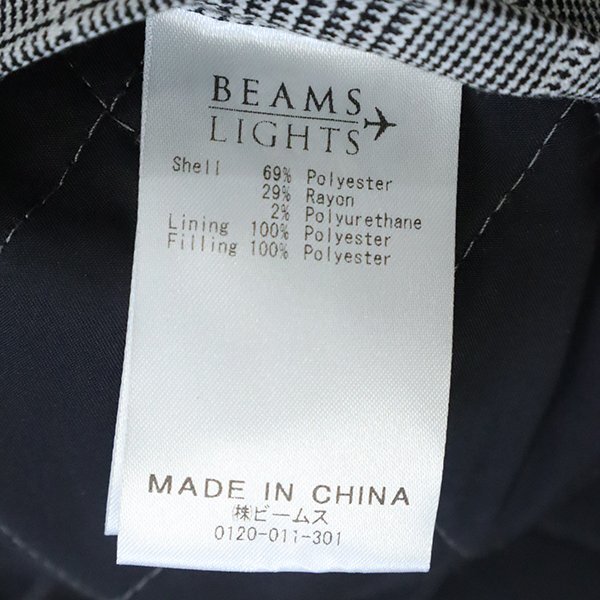 BEAMS
LIGHTS
Shell 69% Polyester
29% Rayon
2% Polyurethane
Lining 100% Polyester
Filling 100% Polyester
MADE IN CHINA
㈱ビームス
0120-011-301